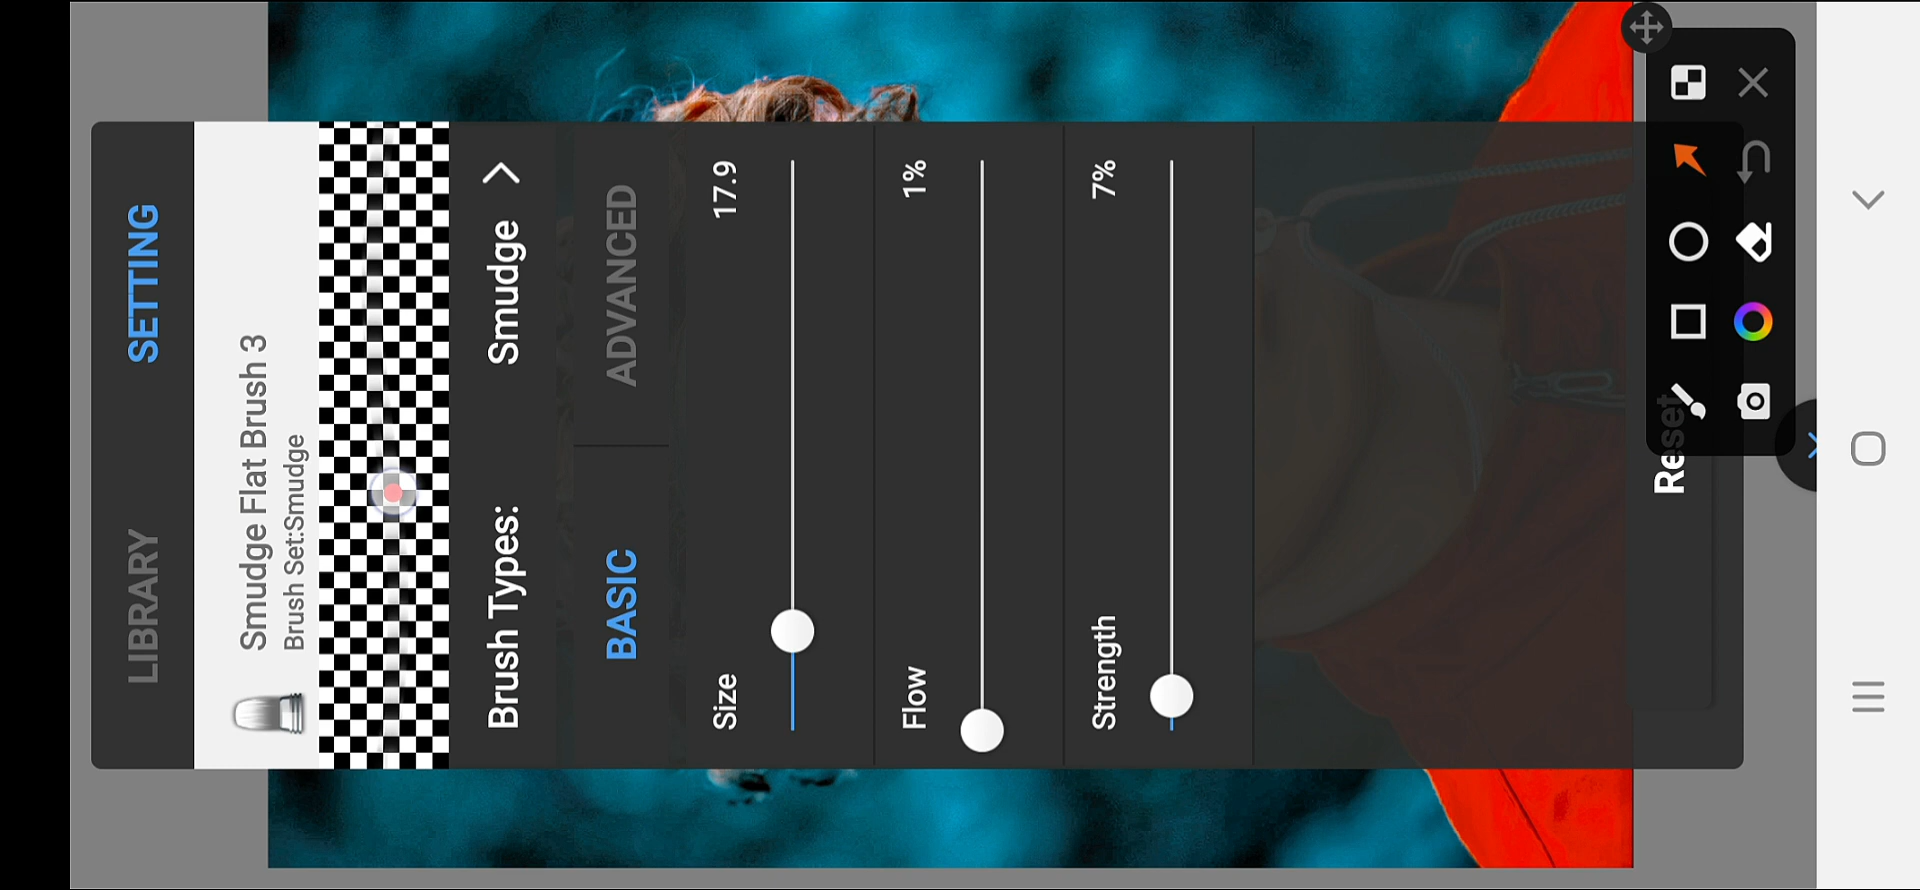 LIBRARY SETTING
Smudge Flat Brush 3
Brush Set:Smudge
Brush Types: Smudge
BASIC ADVANCED
Size 17.9
Flow 1%
Strength 7%
Reset